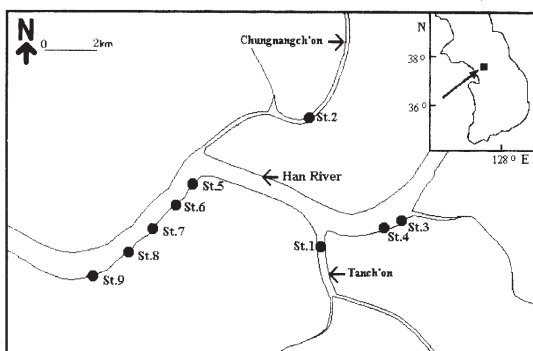 N
0 2km
Chungnangch'on
N
38°
36°
128° E
St.2
Han River
St.5
St.6
St.7
St.8
St.9
St.3
St.4
St.1
Tanch'on